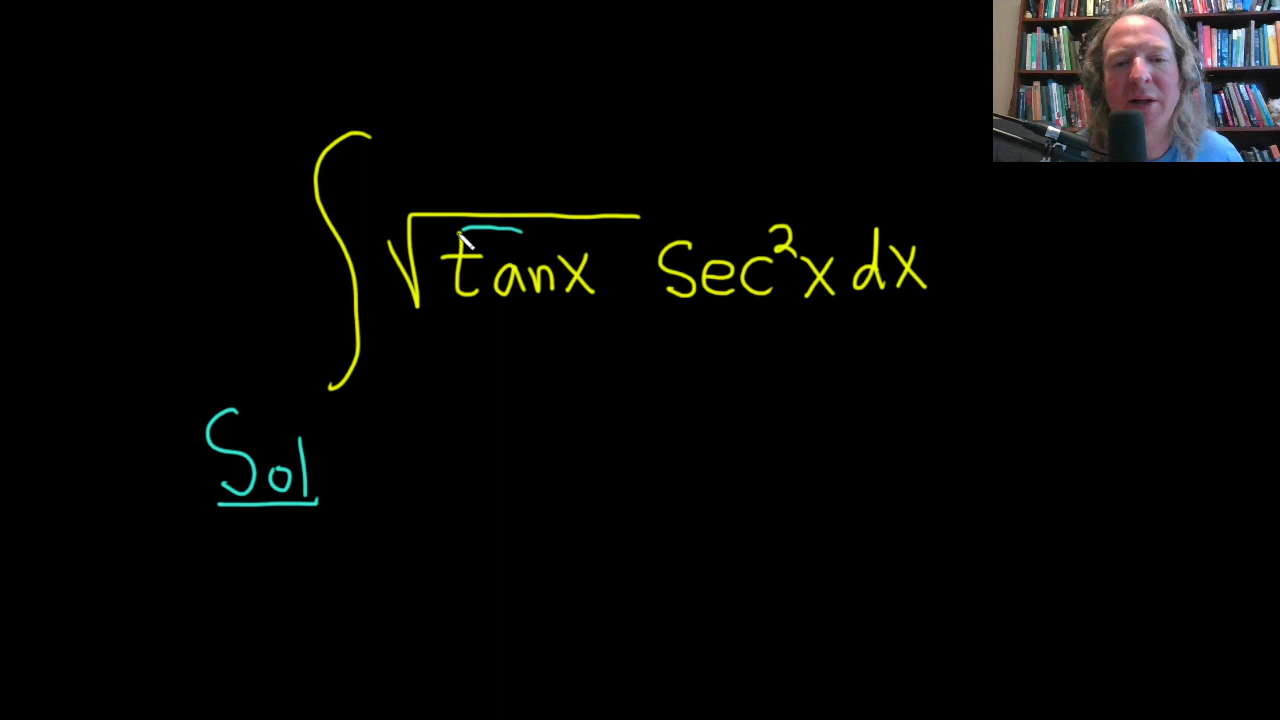 ∫ √tanx sec²x dx
Sol